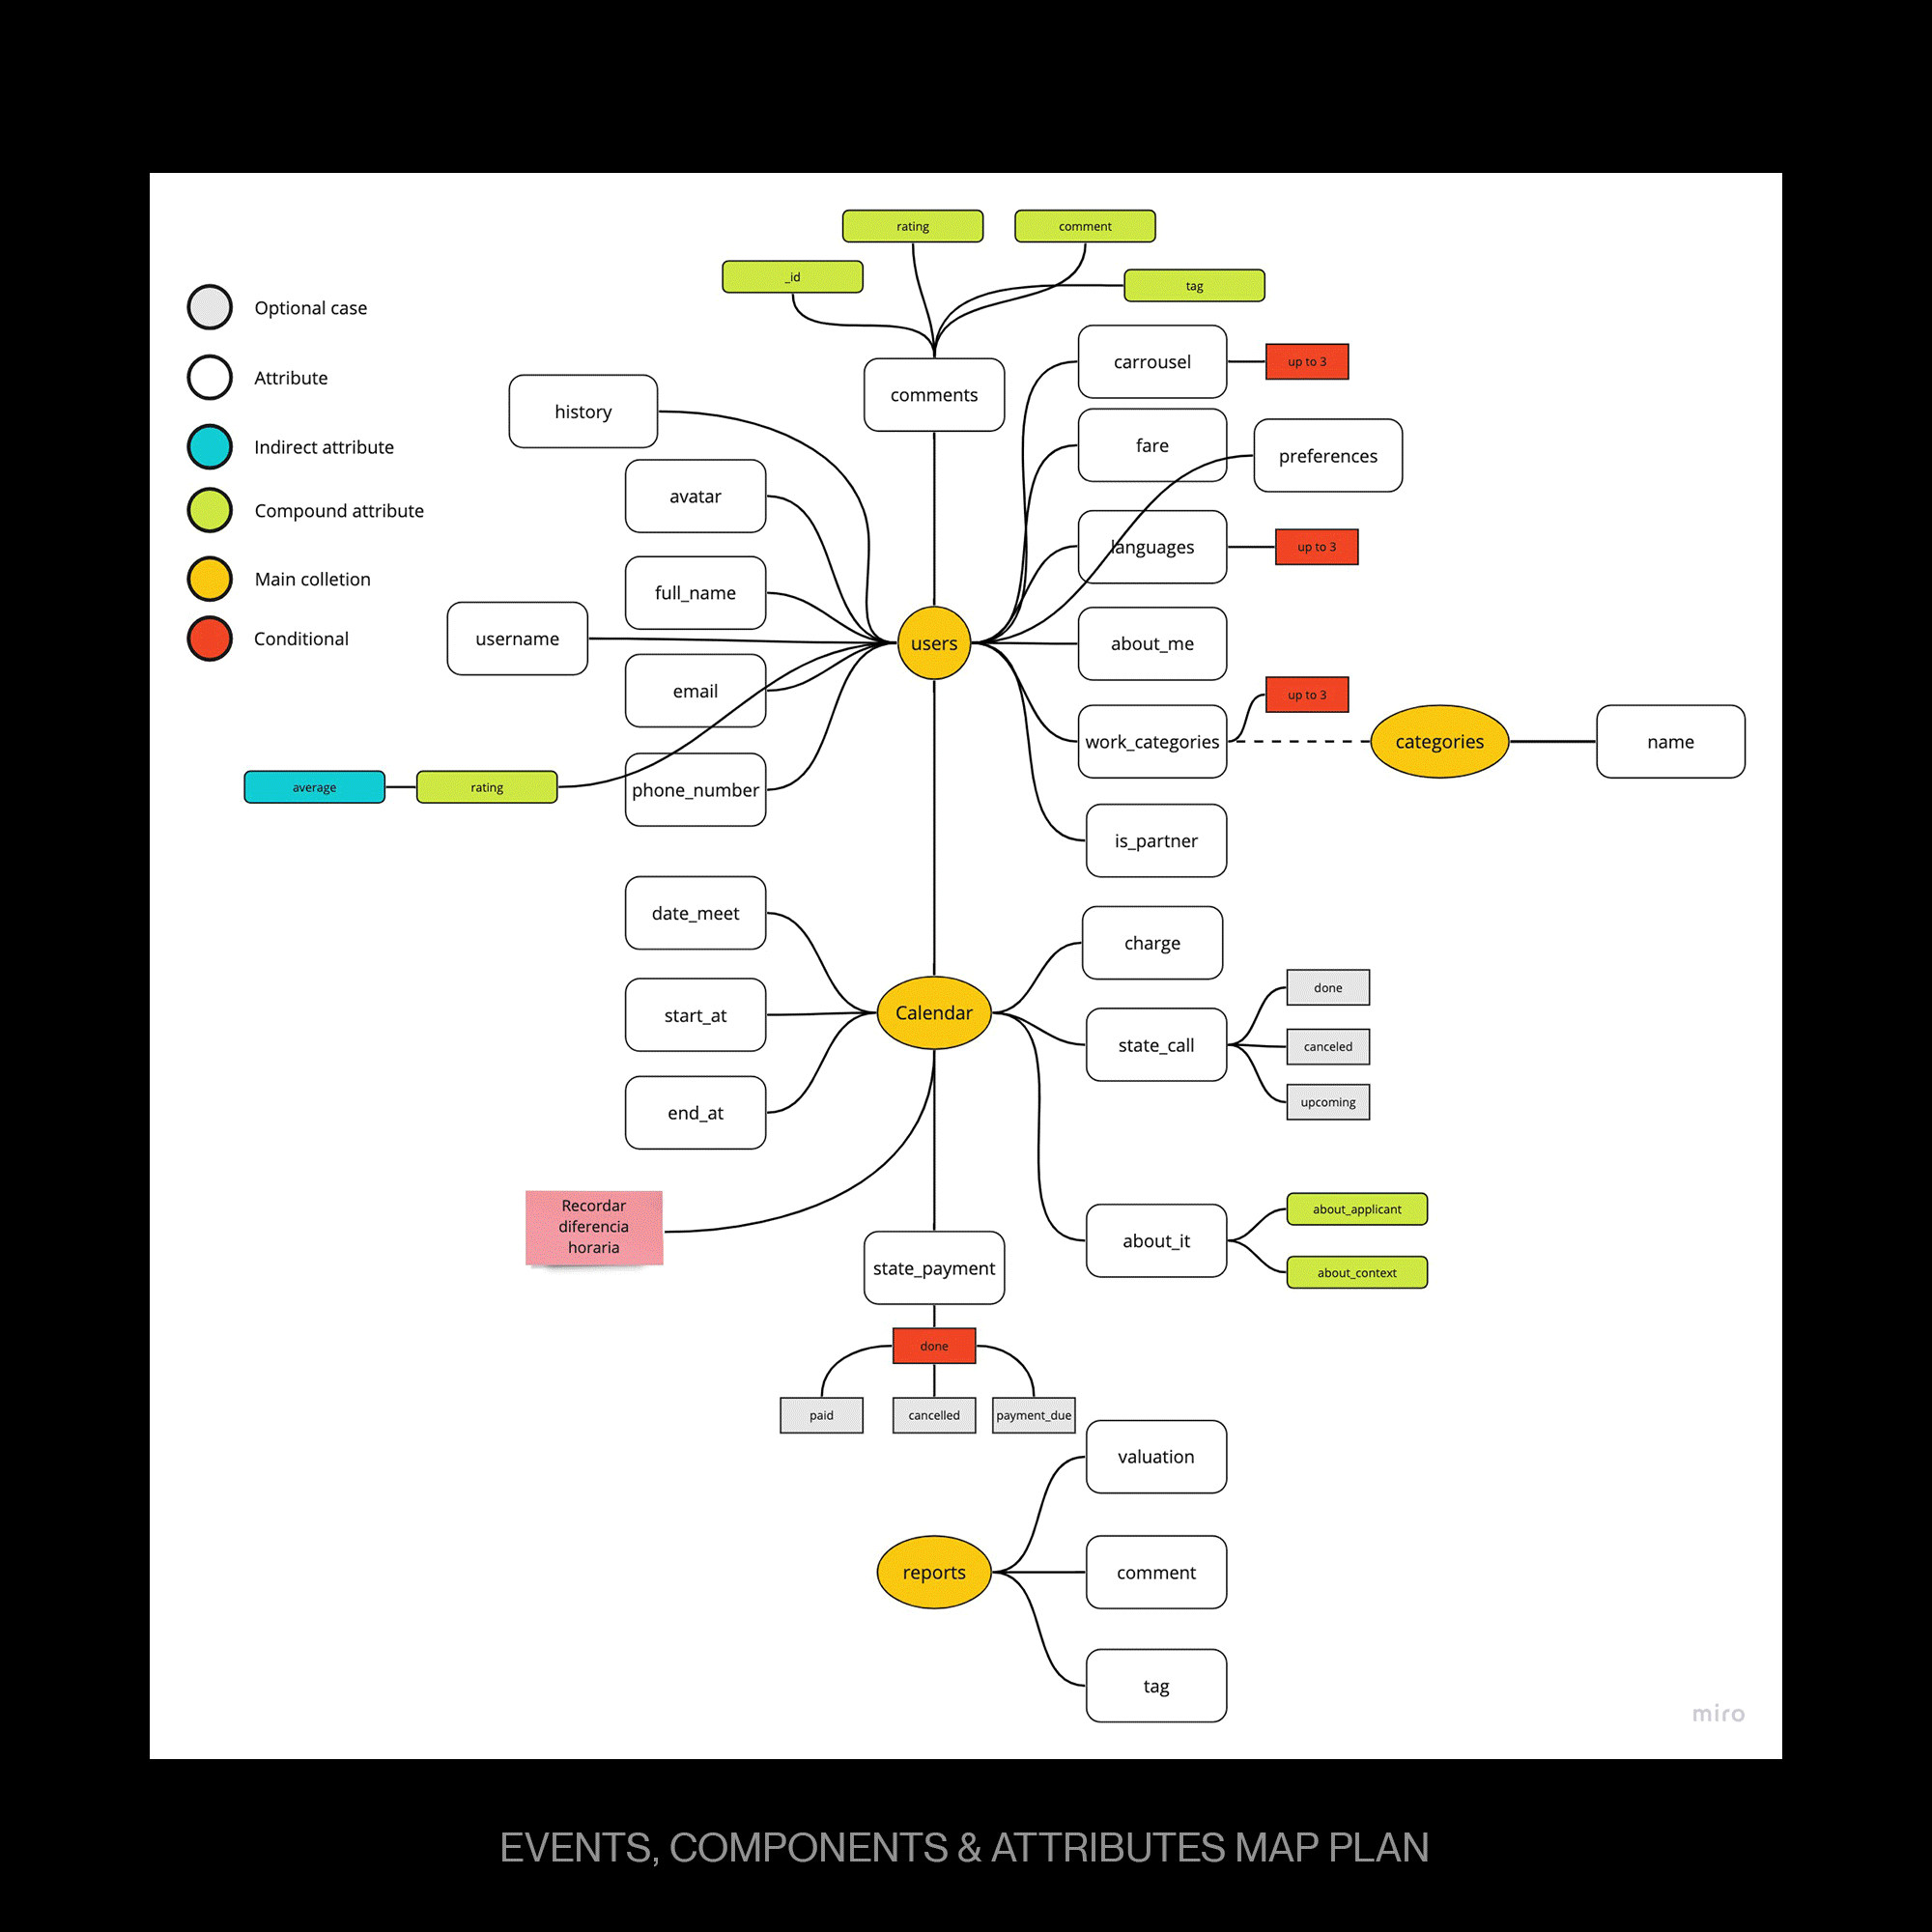 rating
comment
_id
tag
Optional case
Attribute
Indirect attribute
Compound attribute
Main colletion
Conditional
comments
carrousel
up to 3
history
fare
preferences
avatar
languages
up to 3
full_name
username
users
about_me
email
work_categories
up to 3
categories
name
average
rating
phone_number
is_partner
date_meet
charge
start_at
Calendar
state_call
done
canceled
upcoming
end_at
Recordar
diferencia
horaria
about_it
about_applicant
about_context
state_payment
done
paid
cancelled
payment_due
valuation
reports
comment
tag
miro
EVENTS, COMPONENTS & ATTRIBUTES MAP PLAN